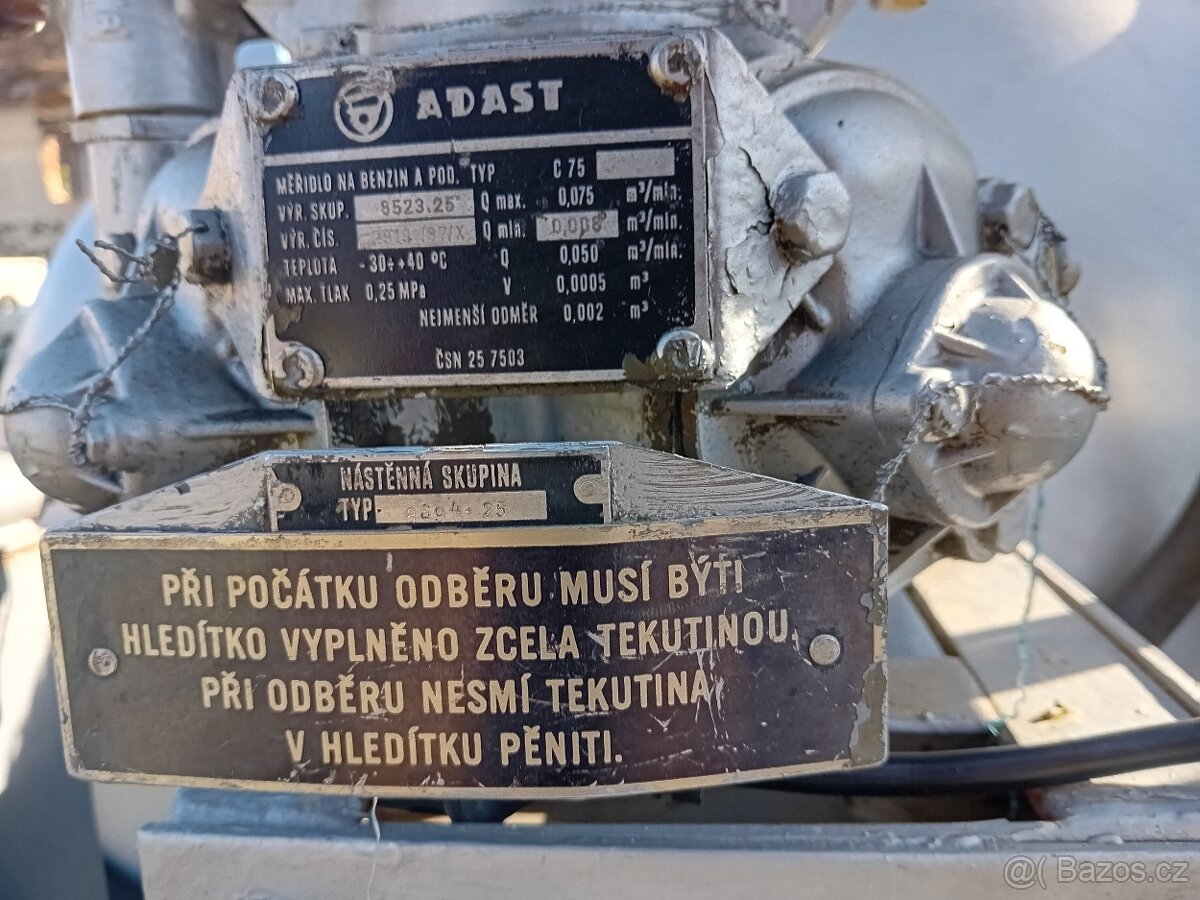 ADAST
MĚŘIDLO NA BENZIN A POD. TYP C 75
VÝR. SKUP. 8523.25 Q max. 0,075 m³/min.
VÝR. ČÍS. Q min. 0,006 m³/min.
TEPLOTA -30÷+40 °C Q 0,050 m³/min.
MAX. TLAK 0,25 MPa V 0,0005 m³
NEJMENŠÍ ODMĚR 0,002 m³
ČSN 25 7503
NÁSTĚNNÁ SKUPINA
TYP
PŘI POČÁTKU ODBĚRU MUSÍ BÝTI
HLEDÍTKO VYPLNĚNO ZCELA TEKUTINOU,
PŘI ODBĚRU NESMÍ TEKUTINA
V HLEDÍTKU PĚNITI.
@( Bazos.cz